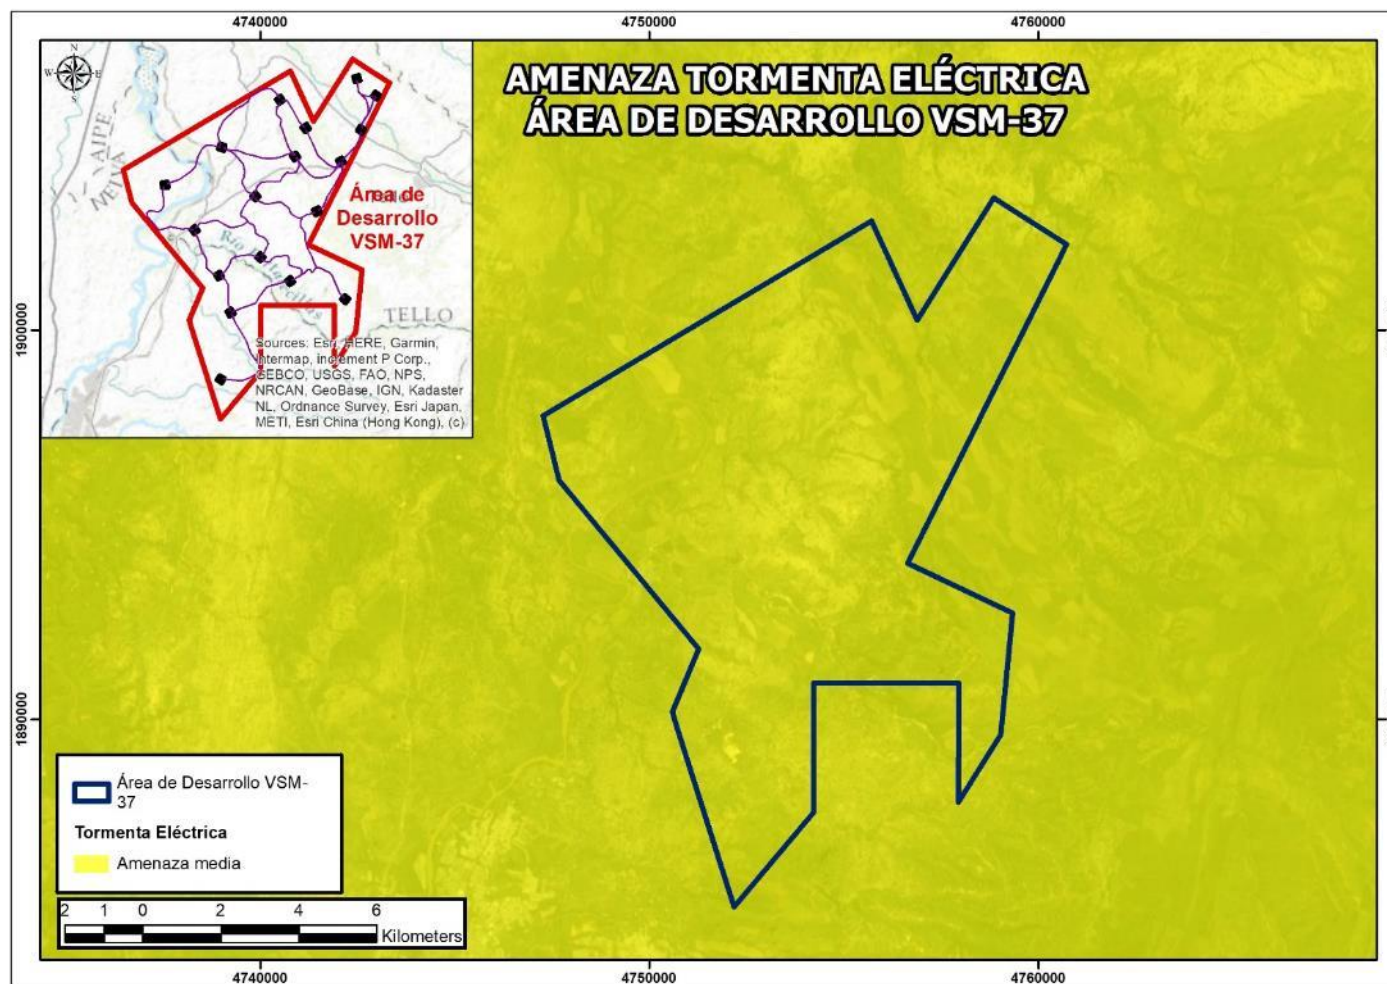 4740000
4750000
4760000
AMENAZA TORMENTA ELÉCTRICA
ÁREA DE DESARROLLO VSM-37
N
W
E
S
AIPE
NEIVA
Área de
Desarrollo
VSM-37
TELLO
Sources: Esri, HERE, Garmin,
Intermap, increment P Corp.,
GEBCO, USGS, FAO, NPS,
NRCAN, GeoBase, IGN, Kadaster
NL, Ordnance Survey, Esri Japan,
METI, Esri China (Hong Kong), (c)
1900000
1890000
Área de Desarrollo VSM-
37
Tormenta Eléctrica
Amenaza media
2 1 0 2 4 6
Kilometers
4740000
4750000
4760000